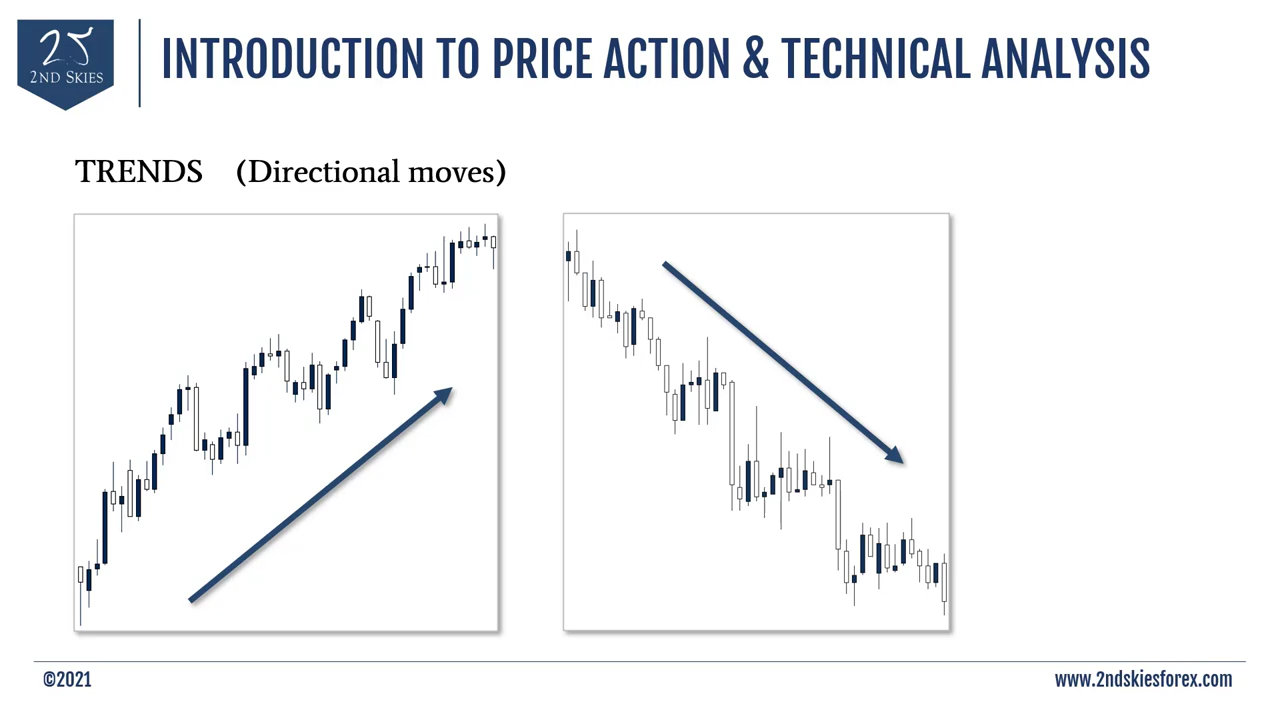 25
2ND SKIES
INTRODUCTION TO PRICE ACTION & TECHNICAL ANALYSIS
TRENDS (Directional moves)
©2021
www.2ndskiesforex.com